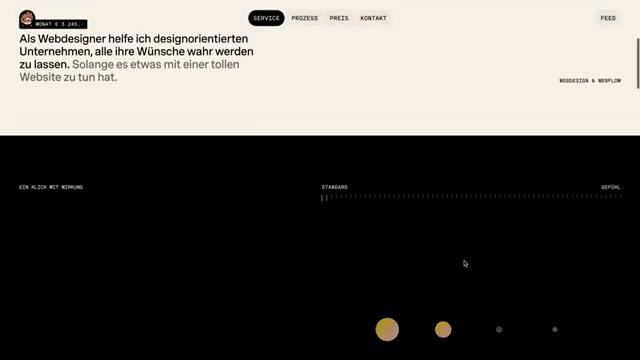 SERVICE
PROZESS
PREIS
KONTAKT
FEED
MONAT € 3.245,-
Als Webdesigner helfe ich designorientierten
Unternehmen, alle ihre Wünsche wahr werden
zu lassen. Solange es etwas mit einer tollen
Website zu tun hat.
WEBDESIGN & WEBFLOW
EIN KLICK MIT WIRKUNG
STANDARD
GEFÜHL